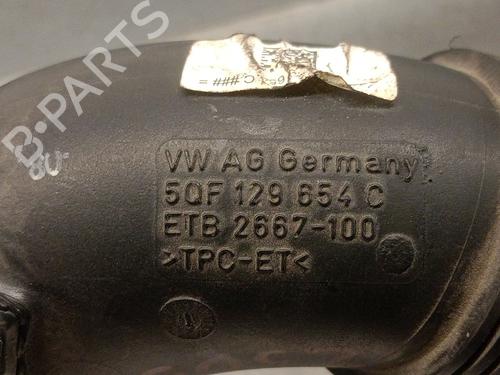 B-PARTS
VW AG Germany
5QF 129 654 C
ETB 2667-100
>TPC-ET<